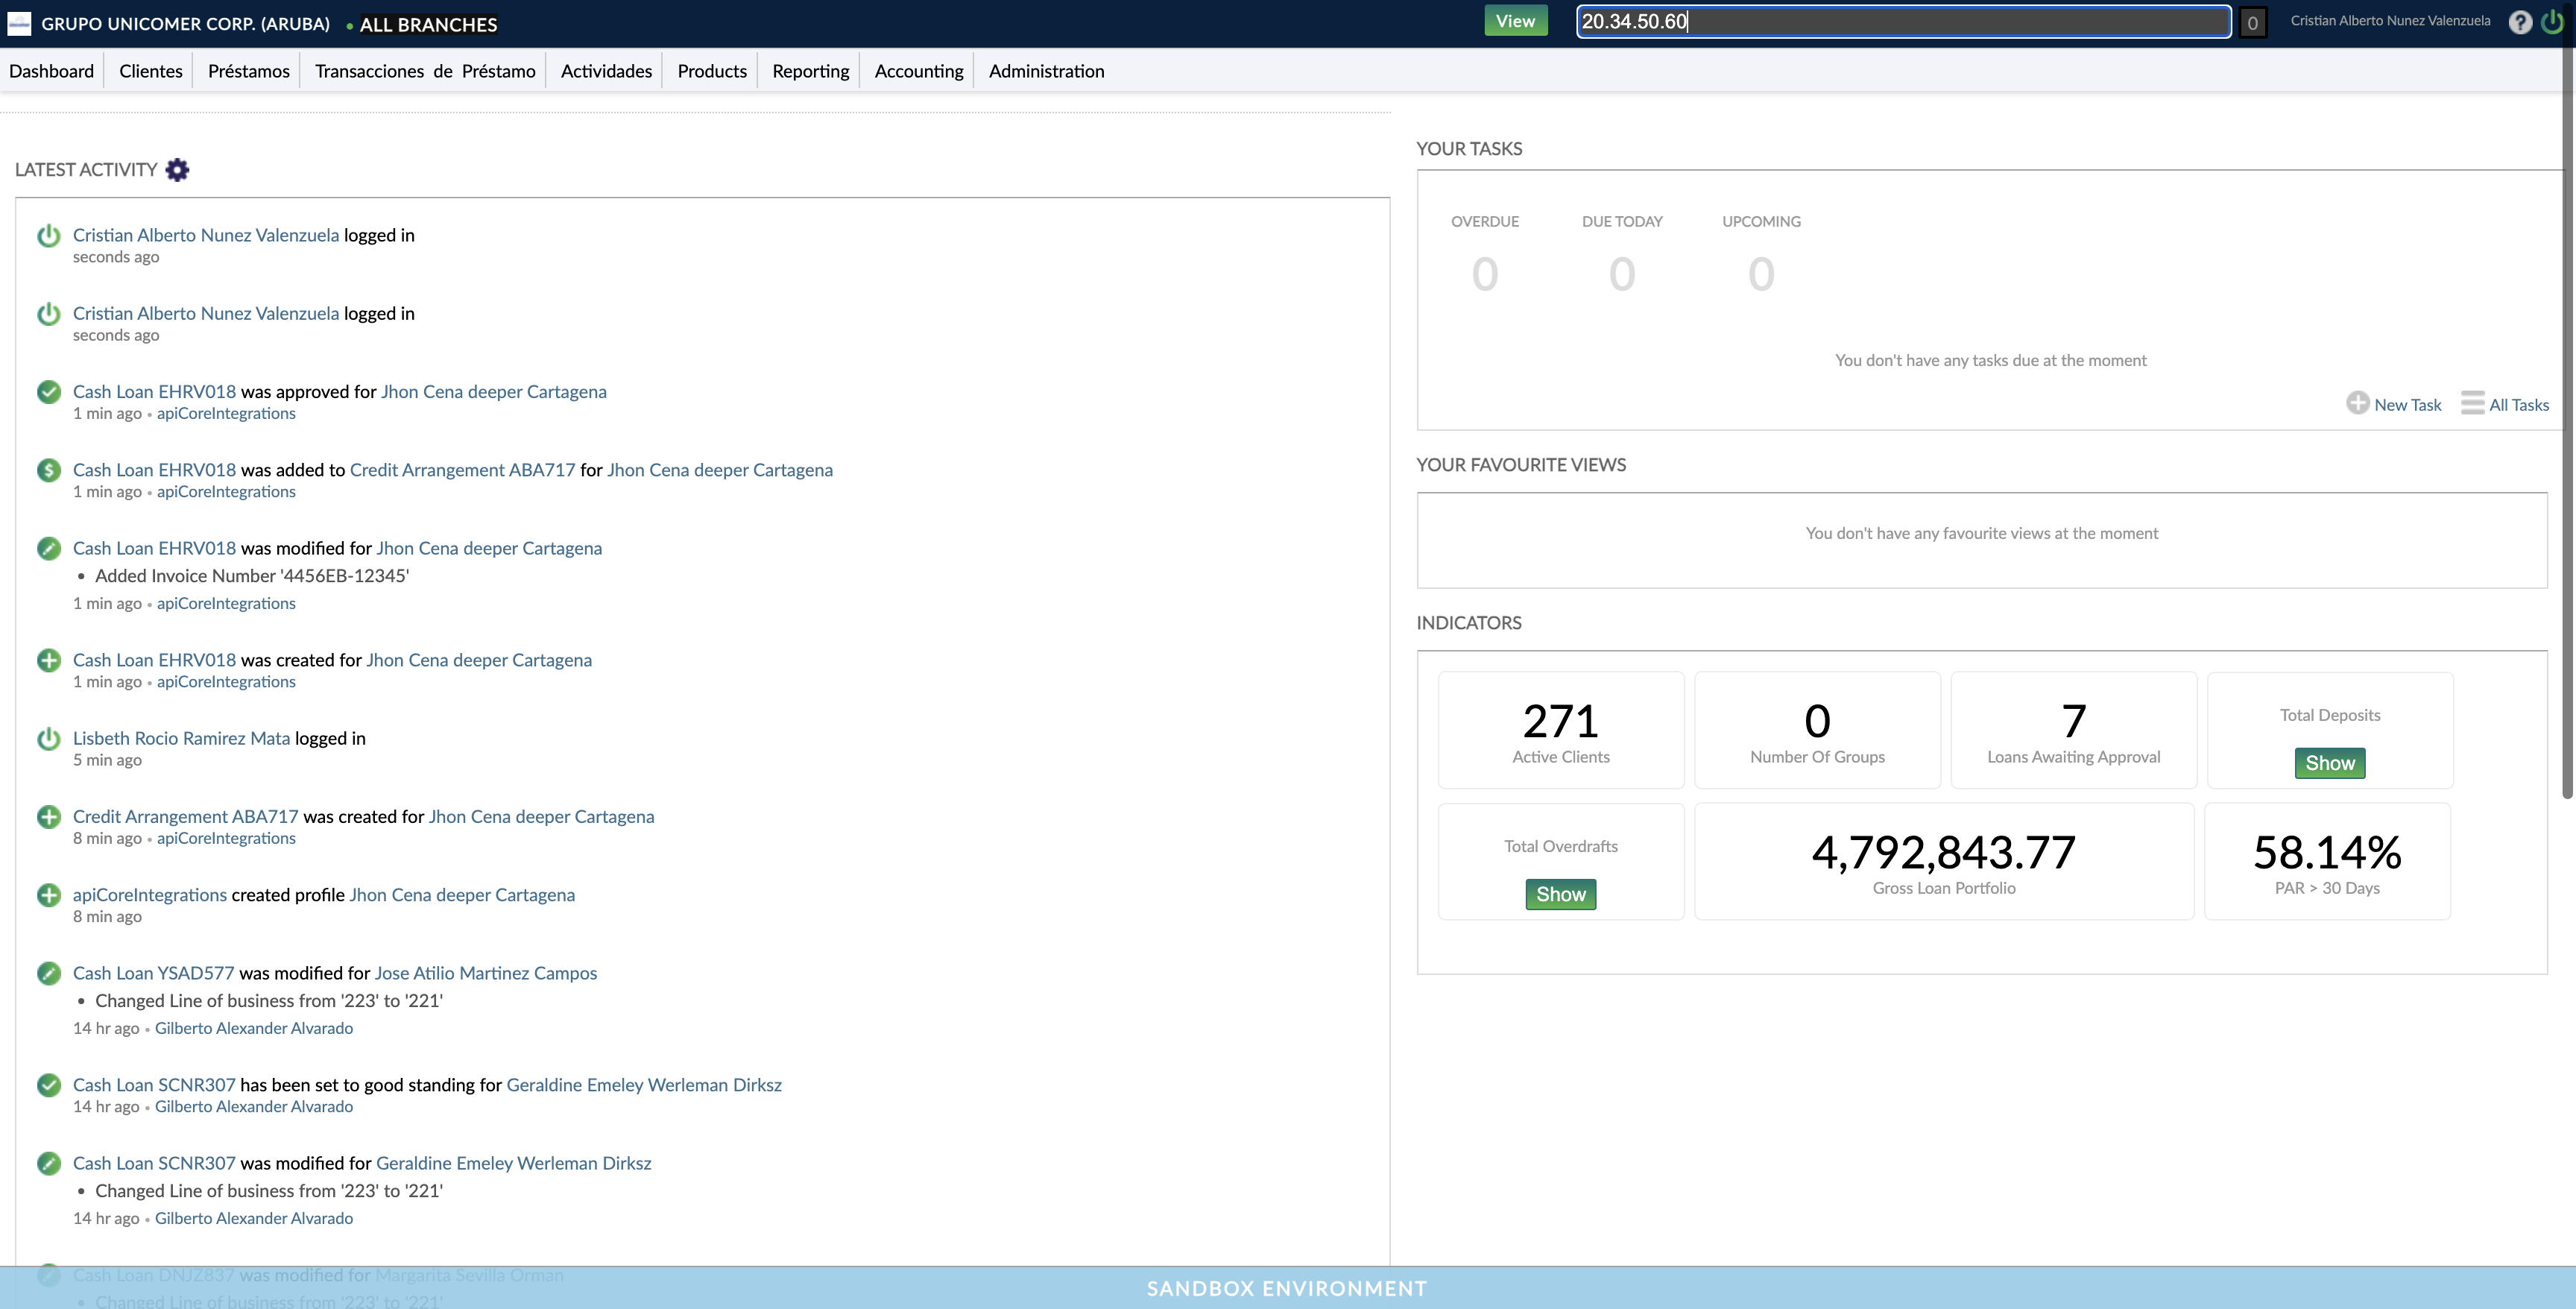 GRUPO UNICOMER CORP. (ARUBA) • ALL BRANCHES
View
20.34.50.60
0
Cristian Alberto Nunez Valenzuela
?
Dashboard
Clientes
Préstamos
Transacciones de Préstamo
Actividades
Products
Reporting
Accounting
Administration
LATEST ACTIVITY
Cristian Alberto Nunez Valenzuela logged in
seconds ago
Cristian Alberto Nunez Valenzuela logged in
seconds ago
Cash Loan EHRV018 was approved for Jhon Cena deeper Cartagena
1 min ago • apiCoreIntegrations
Cash Loan EHRV018 was added to Credit Arrangement ABA717 for Jhon Cena deeper Cartagena
1 min ago • apiCoreIntegrations
Cash Loan EHRV018 was modified for Jhon Cena deeper Cartagena
• Added Invoice Number '4456EB-12345'
1 min ago • apiCoreIntegrations
Cash Loan EHRV018 was created for Jhon Cena deeper Cartagena
1 min ago • apiCoreIntegrations
Lisbeth Rocio Ramirez Mata logged in
5 min ago
Credit Arrangement ABA717 was created for Jhon Cena deeper Cartagena
8 min ago • apiCoreIntegrations
apiCoreIntegrations created profile Jhon Cena deeper Cartagena
8 min ago
Cash Loan YSAD577 was modified for Jose Atilio Martinez Campos
• Changed Line of business from '223' to '221'
14 hr ago • Gilberto Alexander Alvarado
Cash Loan SCNR307 has been set to good standing for Geraldine Emeley Werleman Dirksz
14 hr ago • Gilberto Alexander Alvarado
Cash Loan SCNR307 was modified for Geraldine Emeley Werleman Dirksz
• Changed Line of business from '223' to '221'
14 hr ago • Gilberto Alexander Alvarado
Cash Loan DNJZ837 was modified for Margarita Sevilla Orman
• Changed Line of business from '223' to '221'
YOUR TASKS
OVERDUE
0
DUE TODAY
0
UPCOMING
0
You don't have any tasks due at the moment
New Task
All Tasks
YOUR FAVOURITE VIEWS
You don't have any favourite views at the moment
INDICATORS
271
Active Clients
0
Number Of Groups
7
Loans Awaiting Approval
Total Deposits
Show
Total Overdrafts
Show
4,792,843.77
Gross Loan Portfolio
58.14%
PAR > 30 Days
SANDBOX ENVIRONMENT